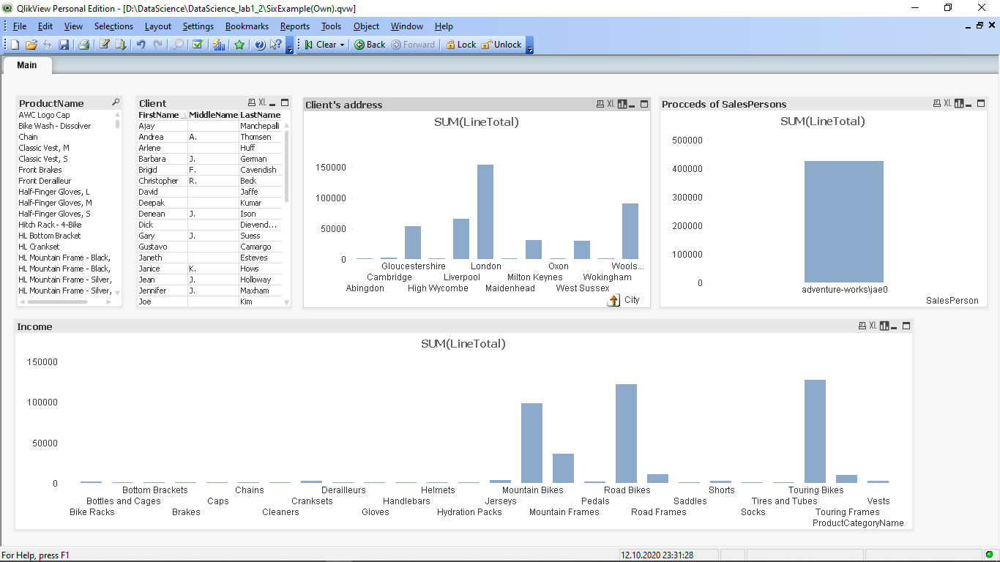 QlikView Personal Edition - [D:\DataScience\DataScience_lab1_2\SixExample(Own).qvw]
File Edit View Selections Layout Settings Bookmarks Reports Tools Object Window Help
Clear Back Forward Lock Unlock
Main
ProductName
AWC Logo Cap
Bike Wash - Dissolver
Chain
Classic Vest, M
Classic Vest, S
Front Brakes
Front Derailleur
Half-Finger Gloves, L
Half-Finger Gloves, M
Half-Finger Gloves, S
Hitch Rack - 4-Bike
HL Bottom Bracket
HL Crankset
HL Mountain Frame - Black,
HL Mountain Frame - Black,
HL Mountain Frame - Silver,
HL Mountain Frame - Silver,
Client XL
FirstName MiddleName LastName
Ajay Manchepalli
Andrea A. Thomsen
Arlene Huff
Barbara J. German
Brigid F. Cavendish
Christopher R. Beck
David Jaffe
Deepak Kumar
Denean J. Ison
Dick Dievend...
Gary J. Suess
Gustavo Camargo
Janeth Esteves
Janice K. Hows
Jean J. Holloway
Jennifer J. Maxham
Joe Kim
Client's address XL
SUM(LineTotal)
150000
100000
50000
0
Gloucestershire London Oxon Wools...
Cambridge Liverpool Milton Keynes Wokingham
Abingdon High Wycombe Maidenhead West Sussex
City
Procceds of SalesPersons XL
SUM(LineTotal)
500000
400000
300000
200000
100000
0
adventure-works\jae0
SalesPerson
Income XL
SUM(LineTotal)
150000
100000
50000
0
Bottom Brackets Chains Derailleurs Helmets Mountain Bikes Road Bikes Shorts Touring Bikes
Bottles and Cages Caps Cranksets Handlebars Jerseys Pedals Saddles Tires and Tubes Vests
Bike Racks Brakes Cleaners Gloves Hydration Packs Mountain Frames Road Frames Socks Touring Frames
ProductCategoryName
For Help, press F1 12.10.2020 23:31:28